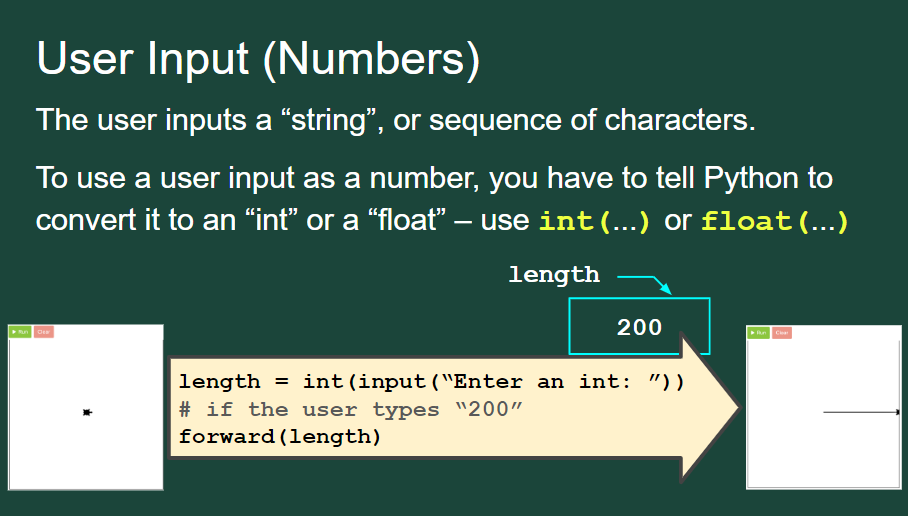 User Input (Numbers)
The user inputs a “string”, or sequence of characters.
To use a user input as a number, you have to tell Python to
convert it to an “int” or a “float” – use int(...) or float(...)
length
200
Run Clear
length = int(input(“Enter an int: ”))
# if the user types “200”
forward(length)
Run Clear